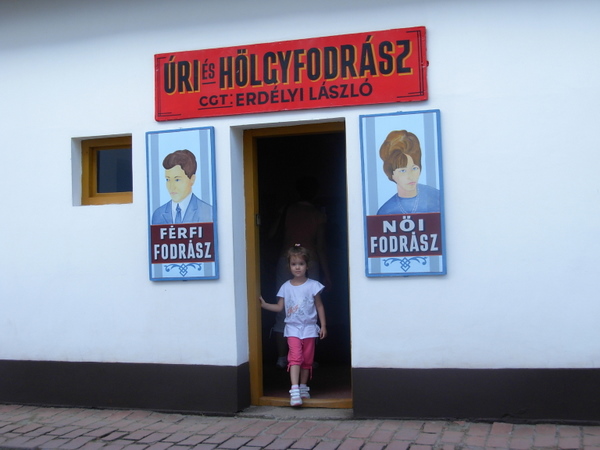 ÚRI ÉS HÖLGYFODRÁSZ
CGT: ERDÉLYI LÁSZLÓ
FÉRFI
FODRÁSZ
NŐI
FODRÁSZ